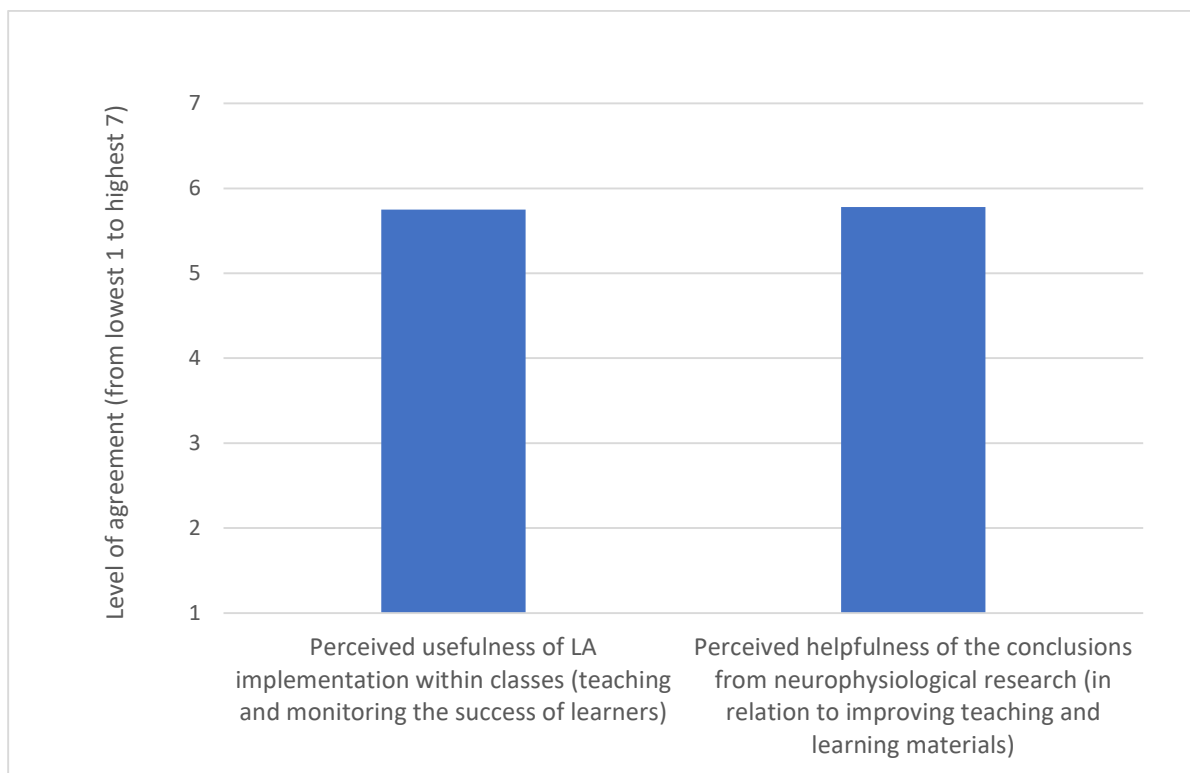 Level of agreement (from lowest 1 to highest 7)
7
6
5
4
3
2
1
Perceived usefulness of LA
implementation within classes (teaching
and monitoring the success of learners)
Perceived helpfulness of the conclusions
from neurophysiological research (in
relation to improving teaching and
learning materials)